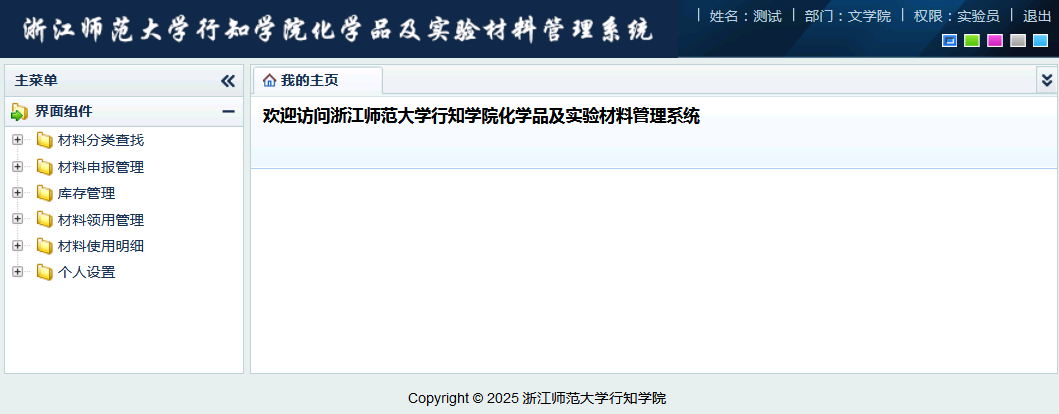 浙江师范大学行知学院化学品及实验材料管理系统
| 姓名：测试 | 部门：文学院 | 权限：实验员 | 退出
主菜单
界面组件
材料分类查找
材料申报管理
库存管理
材料领用管理
材料使用明细
个人设置
我的主页
欢迎访问浙江师范大学行知学院化学品及实验材料管理系统
Copyright © 2025 浙江师范大学行知学院